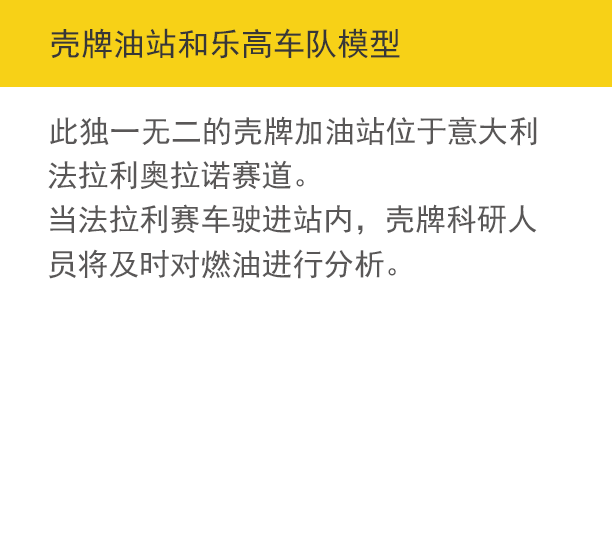 壳牌油站和乐高车队模型
此独一无二的壳牌加油站位于意大利
法拉利奥拉诺赛道。
当法拉利赛车驶进站内，壳牌科研人
员将及时对燃油进行分析。